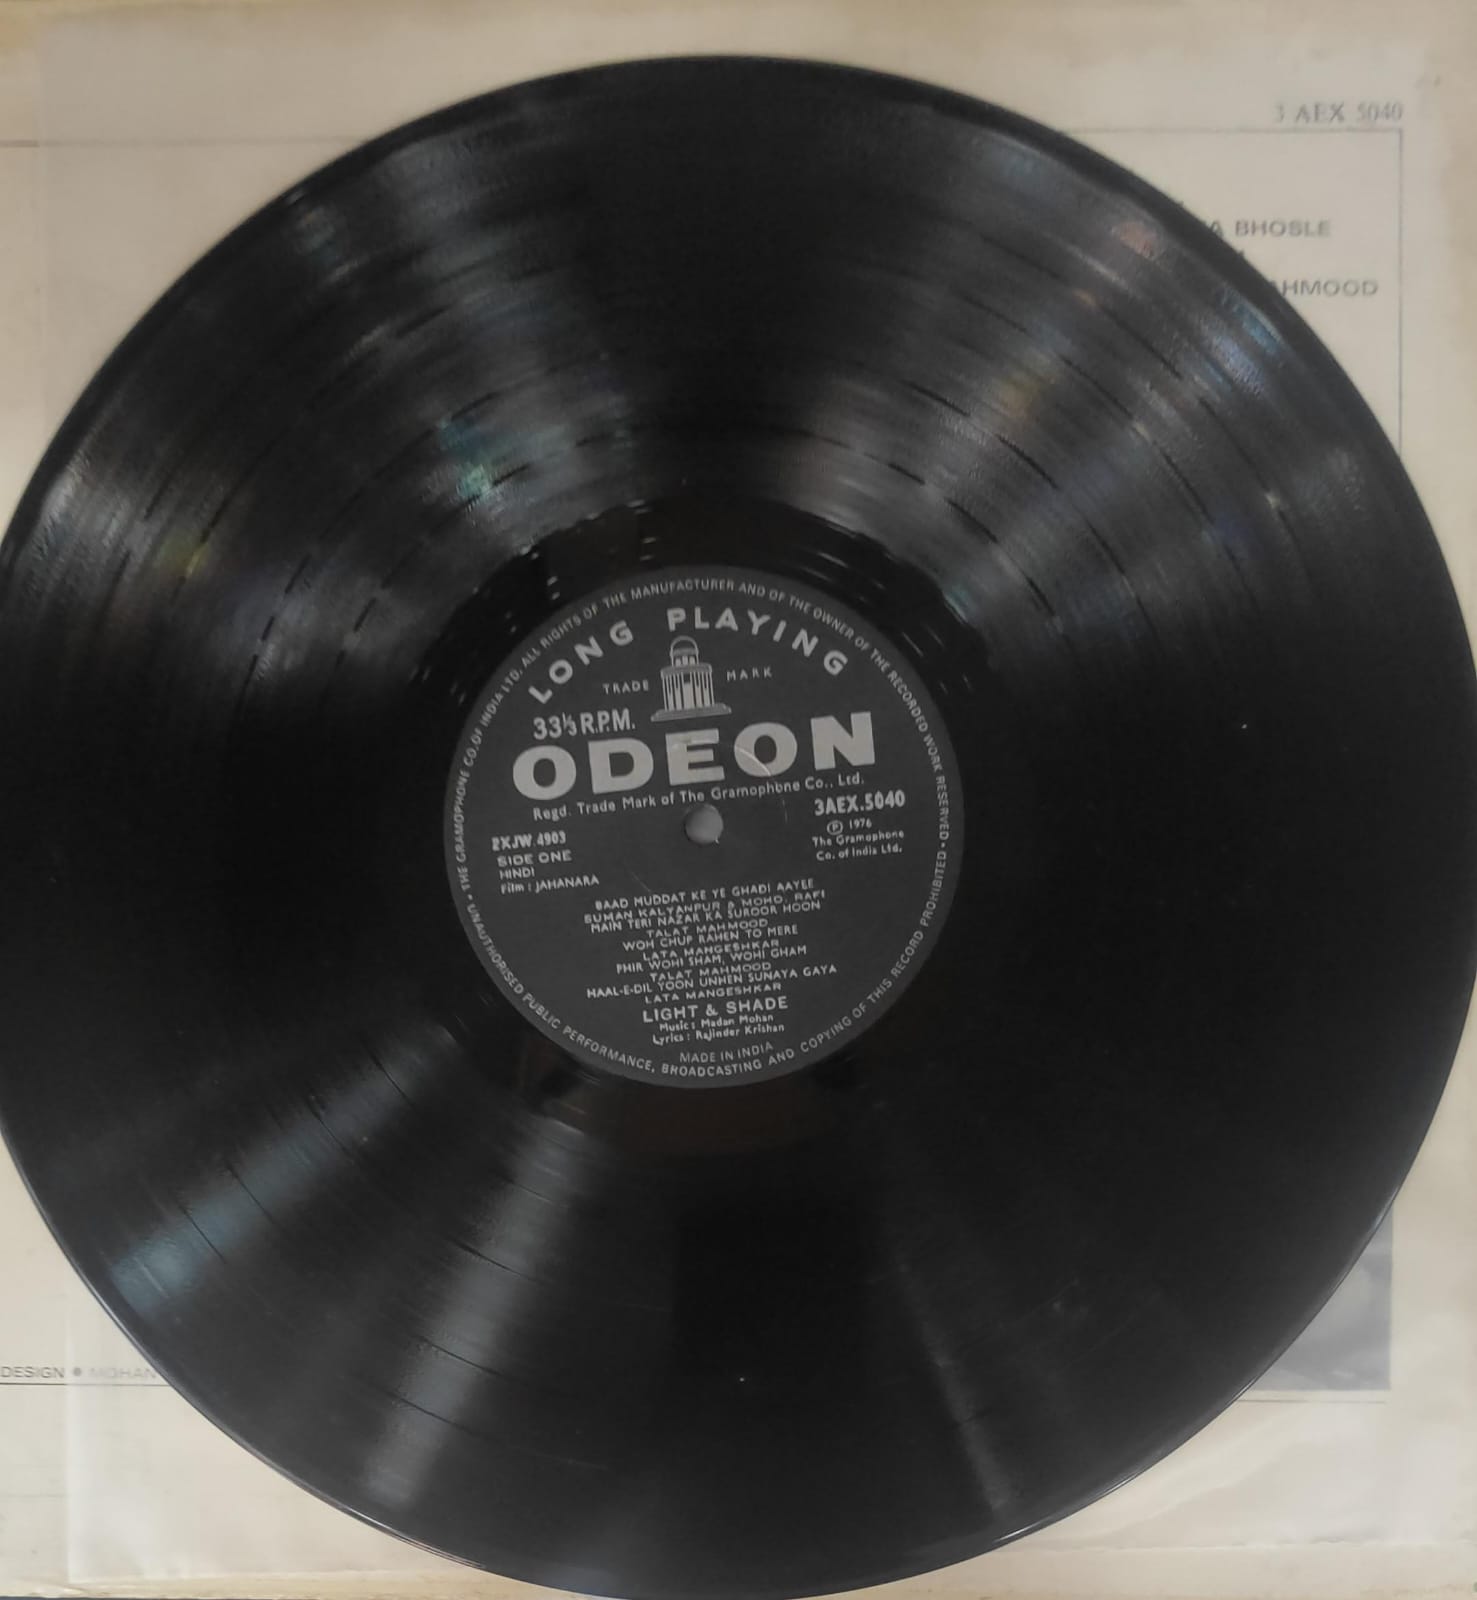 3 AEX 5040
A BHOSLE
AHMOOD
THE GRAMOPHONE CO. OF INDIA LTD. ALL RIGHTS OF THE MANUFACTURER AND OF THE OWNER OF THE RECORDED WORK RESERVED • UNAUTHORISED PUBLIC PERFORMANCE, BROADCASTING AND COPYING OF THIS RECORD PROHIBITED •
LONG PLAYING
TRADE MARK
33⅓ R.P.M.
ODEON
Regd. Trade Mark of The Gramophone Co., Ltd.
3AEX.5040
2XJW.4903
℗ 1976
SIDE ONE
The Gramophone
HINDI
Co. of India Ltd.
Film : JAHANARA
BAAD MUDDAT KE YE GHADI AAYEE
SUMAN KALYANPUR & MOHD. RAFI
MAIN TERI NAZAR KA SUROOR HOON
TALAT MAHMOOD
WOH CHUP RAHEN TO MERE
LATA MANGESHKAR
PHIR WOHI SHAM, WOHI GHAM
TALAT MAHMOOD
HAAL-E-DIL YOON UNHEN SUNAYA GAYA
LATA MANGESHKAR
LIGHT & SHADE
Music : Madan Mohan
Lyrics : Rajinder Krishan
MADE IN INDIA
DESIGN • MOHAN